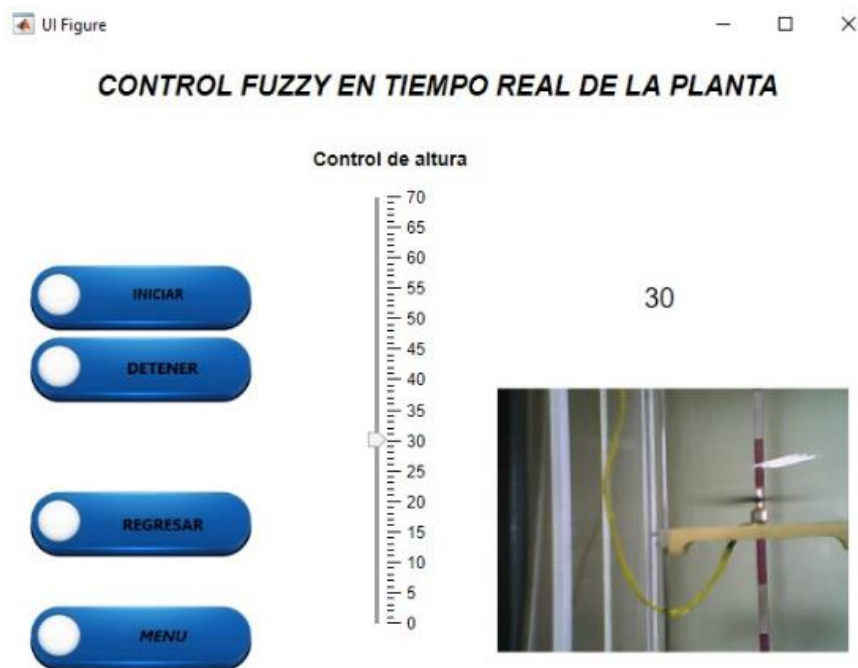 UI Figure
CONTROL FUZZY EN TIEMPO REAL DE LA PLANTA
Control de altura
70
65
60
55
50
45
40
35
30
25
20
15
10
5
0
INICIAR
DETENER
REGRESAR
MENU
30